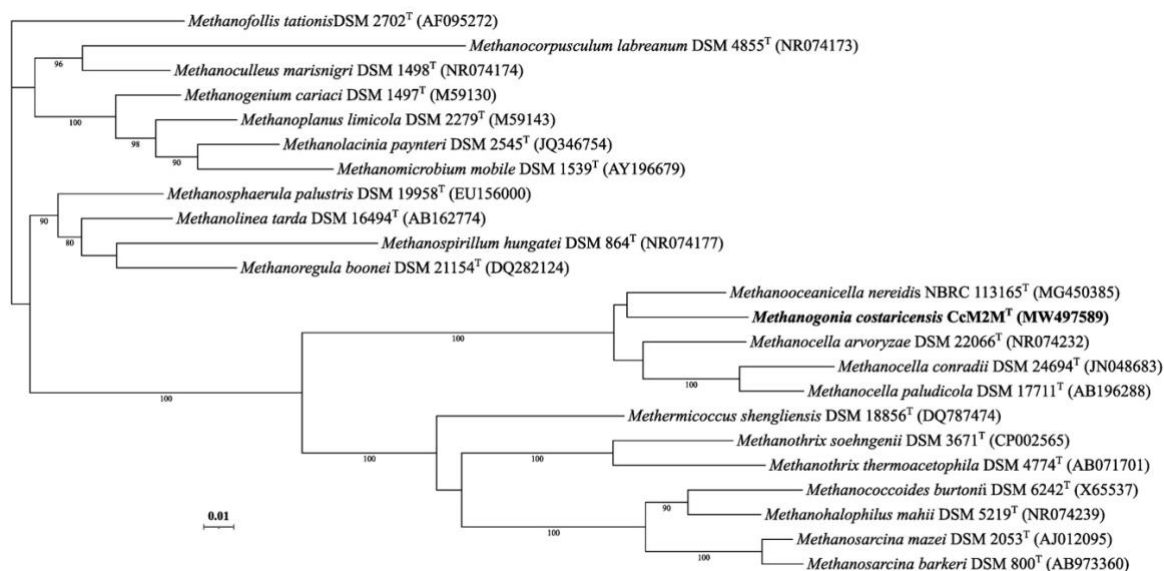 Methanofollis tationisDSM 2702ᵀ (AF095272)
Methanocorpusculum labreanum DSM 4855ᵀ (NR074173)
96
Methanoculleus marisnigri DSM 1498ᵀ (NR074174)
Methanogenium cariaci DSM 1497ᵀ (M59130)
100
Methanoplanus limicola DSM 2279ᵀ (M59143)
98
Methanolacinia paynteri DSM 2545ᵀ (JQ346754)
90
Methanomicrobium mobile DSM 1539ᵀ (AY196679)
Methanosphaerula palustris DSM 19958ᵀ (EU156000)
90
Methanolinea tarda DSM 16494ᵀ (AB162774)
80
Methanospirillum hungatei DSM 864ᵀ (NR074177)
Methanoregula boonei DSM 21154ᵀ (DQ282124)
Methanooceanicella nereidis NBRC 113165ᵀ (MG450385)
Methanogonia costaricensis CcM2Mᵀ (MW497589)
100
Methanocella arvoryzae DSM 22066ᵀ (NR074232)
Methanocella conradii DSM 24694ᵀ (JN048683)
100
Methanocella paludicola DSM 17711ᵀ (AB196288)
100
Methermicoccus shengliensis DSM 18856ᵀ (DQ787474)
Methanothrix soehngenii DSM 3671ᵀ (CP002565)
100
100
Methanothrix thermoacetophila DSM 4774ᵀ (AB071701)
Methanococcoides burtonii DSM 6242ᵀ (X65537)
90
Methanohalophilus mahii DSM 5219ᵀ (NR074239)
0.01
100
Methanosarcina mazei DSM 2053ᵀ (AJ012095)
100
Methanosarcina barkeri DSM 800ᵀ (AB973360)